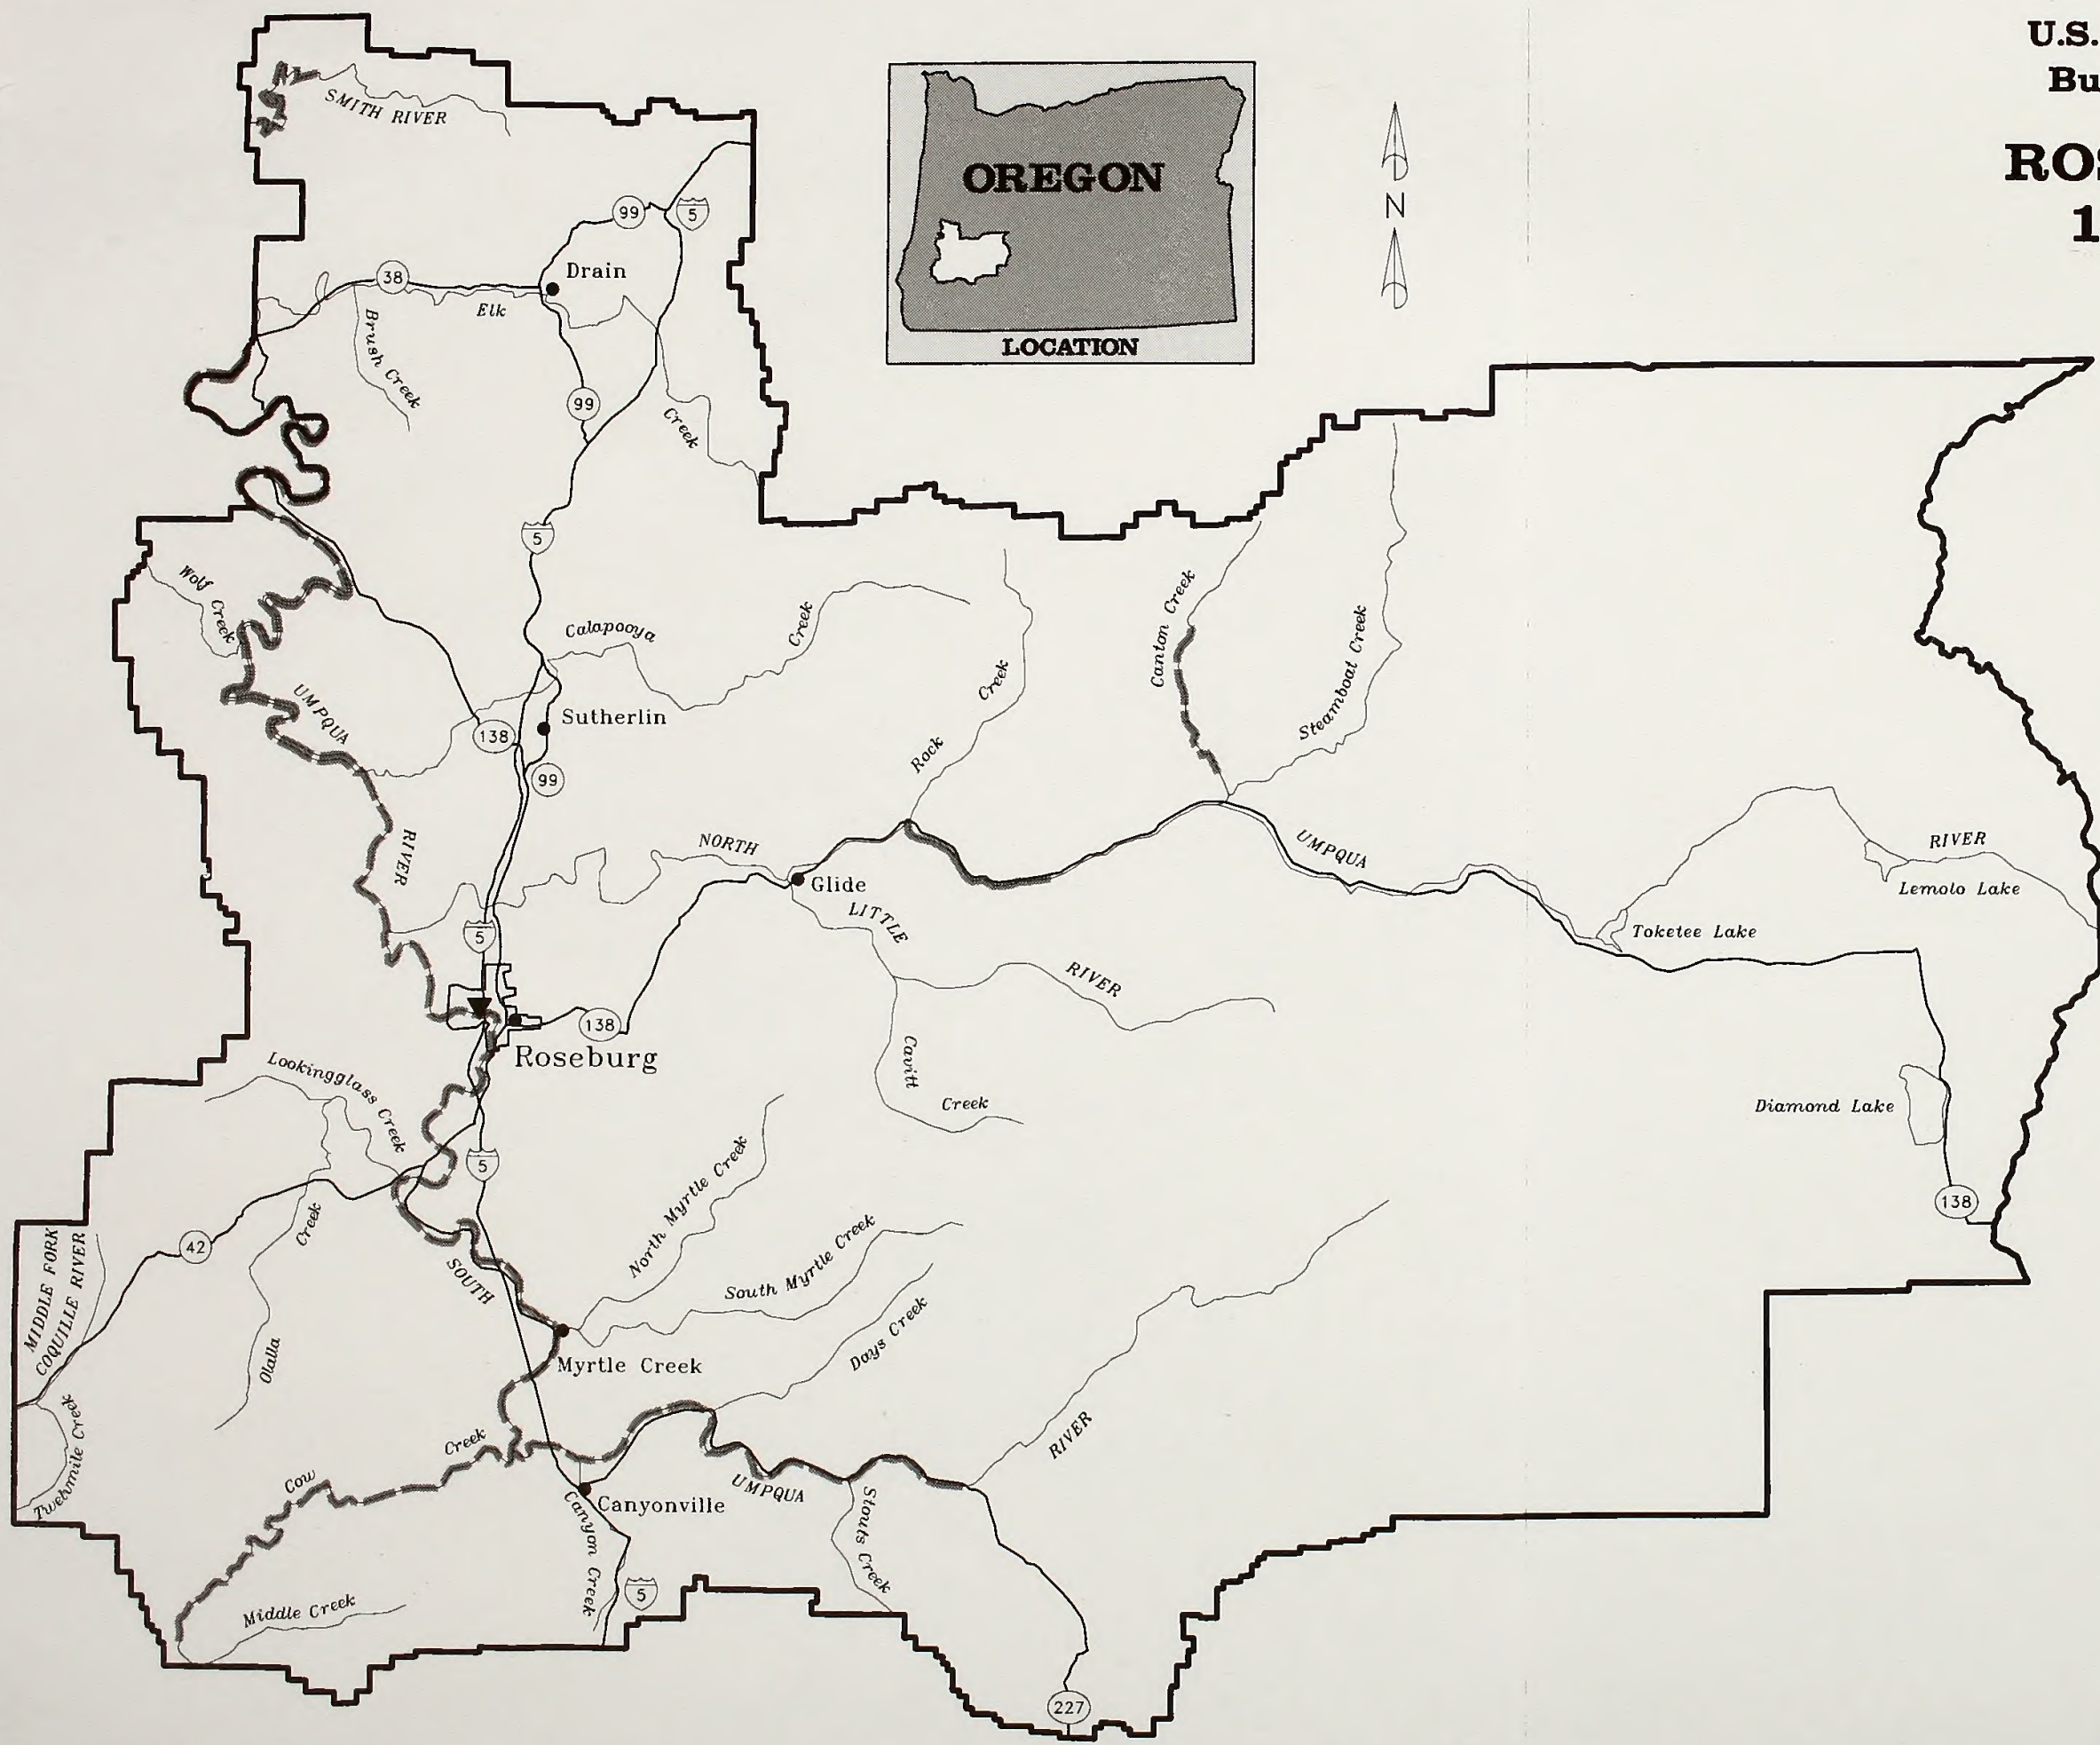 U.S.
Bu
ROS
1
SMITH RIVER
OREGON
LOCATION
N
99
5
38
Drain
Elk
Brush Creek
99
Creek
5
Wolf
Creek
Calapooya
Creek
Creek
Rock
Canton Creek
Steamboat Creek
UMPQUA
RIVER
138
Sutherlin
99
NORTH
UMPQUA
RIVER
Lemolo Lake
Glide
LITTLE
RIVER
Toketee Lake
5
138
Roseburg
Cavitt
Creek
Diamond Lake
138
Lookingglass Creek
5
42
Creek
Olalla
MIDDLE FORK
COQUILLE RIVER
Twelvmile Creek
SOUTH
North Myrtle Creek
South Myrtle Creek
Days Creek
Myrtle Creek
RIVER
Creek
Cow
UMPQUA
Canyonville
Canyon Creek
Stouts Creek
5
Middle Creek
227